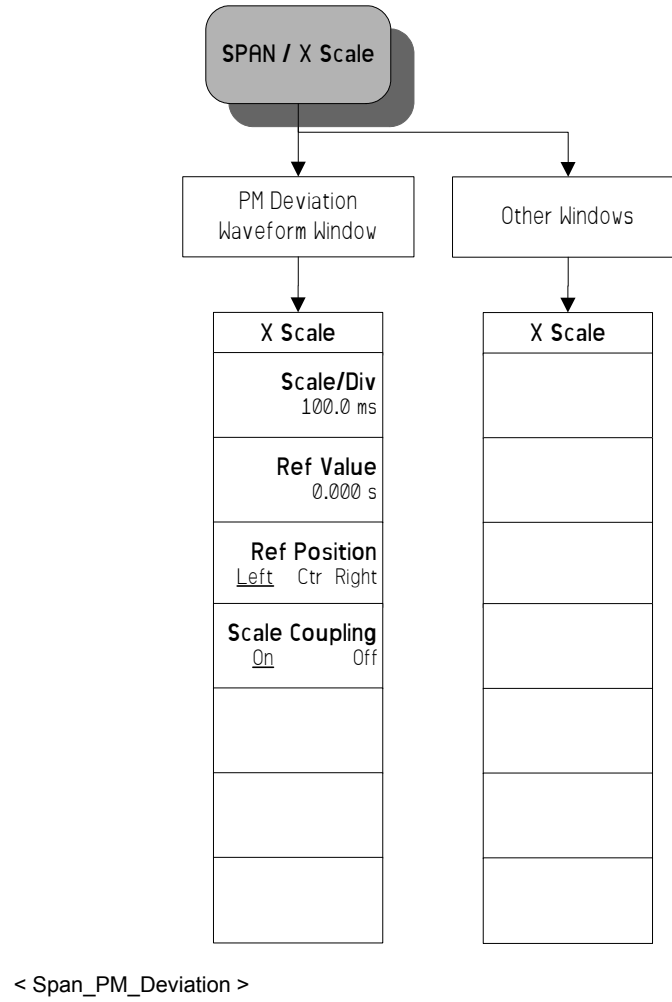 SPAN / X Scale
PM Deviation
Waveform Window
Other Windows
X Scale
Scale/Div
100.0 ms
Ref Value
0.000 s
Ref Position
Left Ctr Right
Scale Coupling
On Off
X Scale
< Span_PM_Deviation >